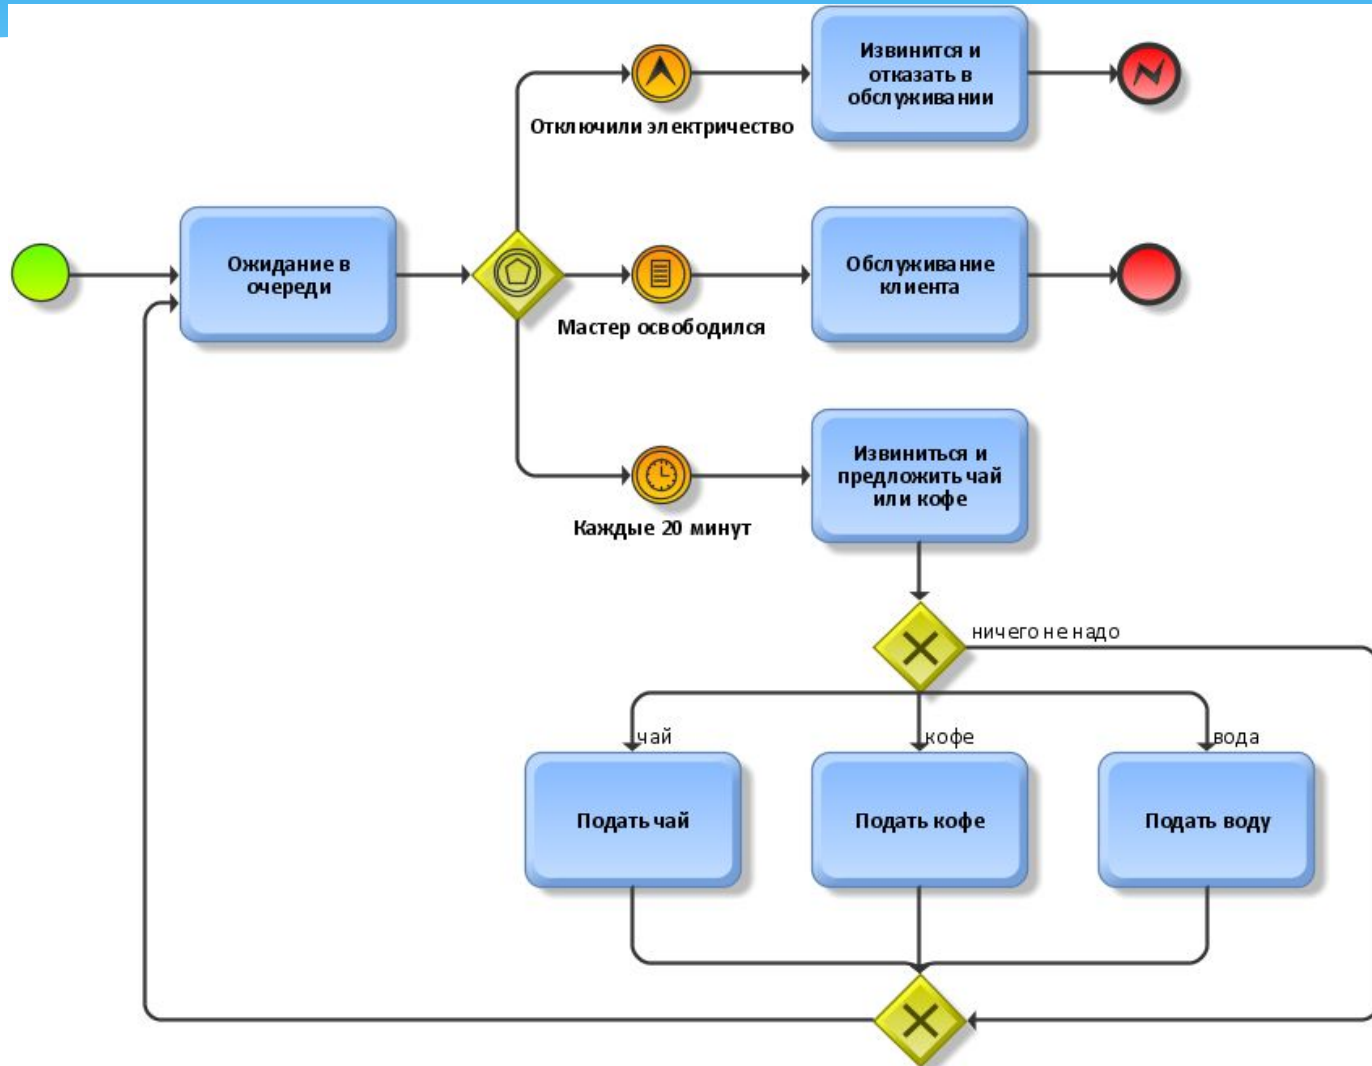 Извинится и
отказать в
обслуживании
Отключили электричество
Ожидание в
очереди
Обслуживание
клиента
Мастер освободился
Извиниться и
предложить чай
или кофе
Каждые 20 минут
ничего не надо
чай
кофе
вода
Подать чай
Подать кофе
Подать воду